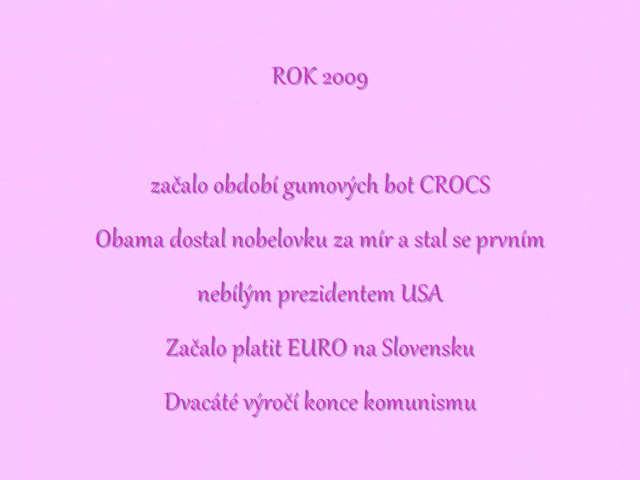 ROK 2009
začalo období gumových bot CROCS
Obama dostal nobelovku za mír a stal se prvním
nebílým prezidentem USA
Začalo platit EURO na Slovensku
Dvacáté výročí konce komunismu